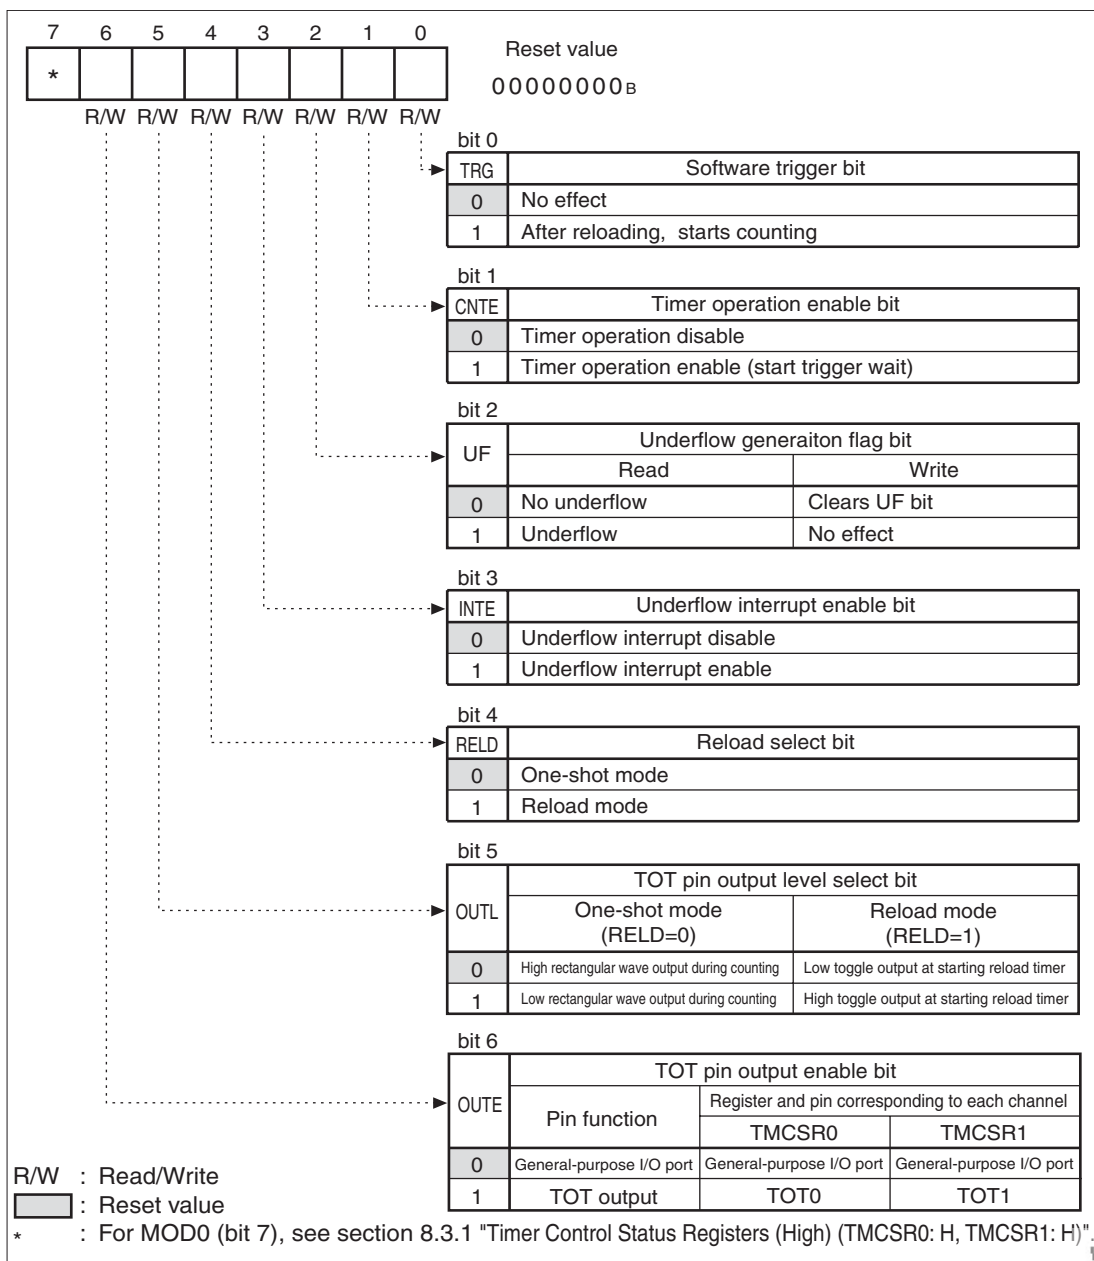 7 6 5 4 3 2 1 0
Reset value
*
00000000B
R/W R/W R/W R/W R/W R/W R/W
bit 0
TRG Software trigger bit
0 No effect
1 After reloading, starts counting
bit 1
CNTE Timer operation enable bit
0 Timer operation disable
1 Timer operation enable (start trigger wait)
bit 2
UF Underflow generaiton flag bit
Read Write
0 No underflow Clears UF bit
1 Underflow No effect
bit 3
INTE Underflow interrupt enable bit
0 Underflow interrupt disable
1 Underflow interrupt enable
bit 4
RELD Reload select bit
0 One-shot mode
1 Reload mode
bit 5
TOT pin output level select bit
OUTL One-shot mode Reload mode
(RELD=0) (RELD=1)
0 High rectangular wave output during counting Low toggle output at starting reload timer
1 Low rectangular wave output during counting High toggle output at starting reload timer
bit 6
TOT pin output enable bit
OUTE Pin function Register and pin corresponding to each channel
TMCSR0 TMCSR1
0 General-purpose I/O port General-purpose I/O port General-purpose I/O port
1 TOT output TOT0 TOT1
R/W : Read/Write
: Reset value
* : For MOD0 (bit 7), see section 8.3.1 "Timer Control Status Registers (High) (TMCSR0: H, TMCSR1: H)".